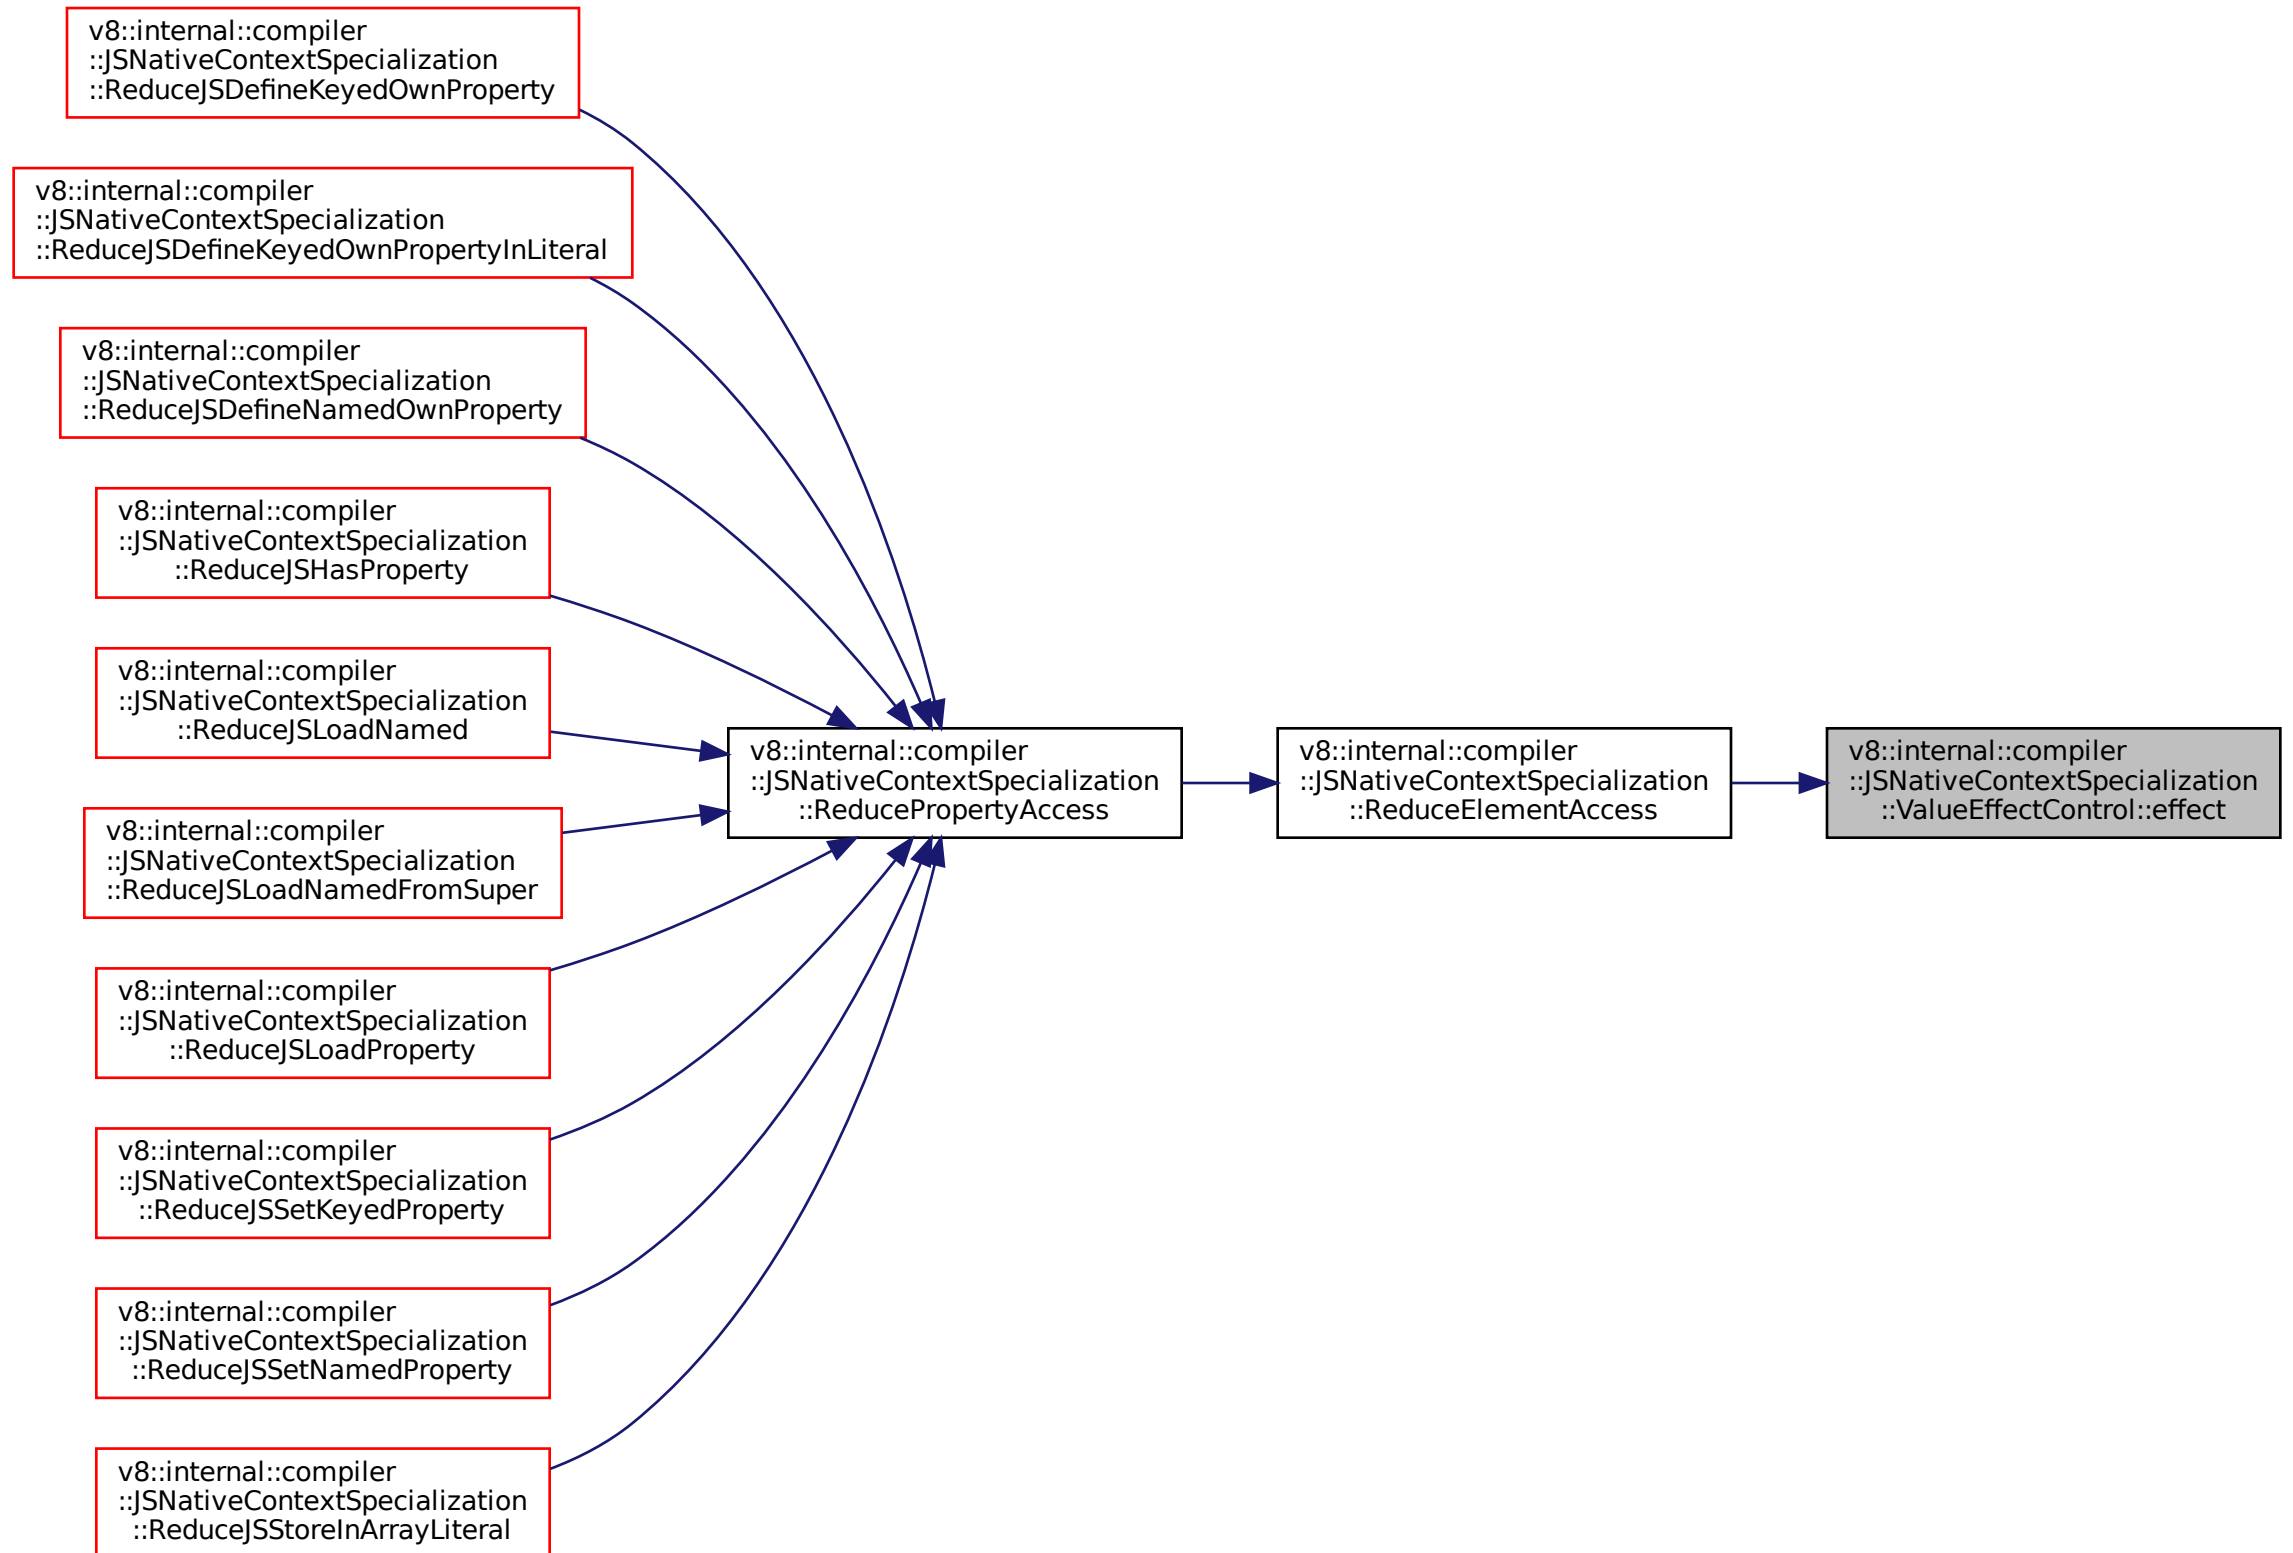 v8::internal::compiler
::JSNativeContextSpecialization
::ReduceJSDefineKeyedOwnProperty
v8::internal::compiler
::JSNativeContextSpecialization
::ReduceJSDefineKeyedOwnPropertyInLiteral
v8::internal::compiler
::JSNativeContextSpecialization
::ReduceJSDefineNamedOwnProperty
v8::internal::compiler
::JSNativeContextSpecialization
::ReduceJSHasProperty
v8::internal::compiler
::JSNativeContextSpecialization
::ReduceJSLoadNamed
v8::internal::compiler
::JSNativeContextSpecialization
::ReduceJSLoadNamedFromSuper
v8::internal::compiler
::JSNativeContextSpecialization
::ReduceJSLoadProperty
v8::internal::compiler
::JSNativeContextSpecialization
::ReduceJSSetKeyedProperty
v8::internal::compiler
::JSNativeContextSpecialization
::ReduceJSSetNamedProperty
v8::internal::compiler
::JSNativeContextSpecialization
::ReduceJSStoreInArrayLiteral
v8::internal::compiler
::JSNativeContextSpecialization
::ReducePropertyAccess
v8::internal::compiler
::JSNativeContextSpecialization
::ReduceElementAccess
v8::internal::compiler
::JSNativeContextSpecialization
::ValueEffectControl::effect